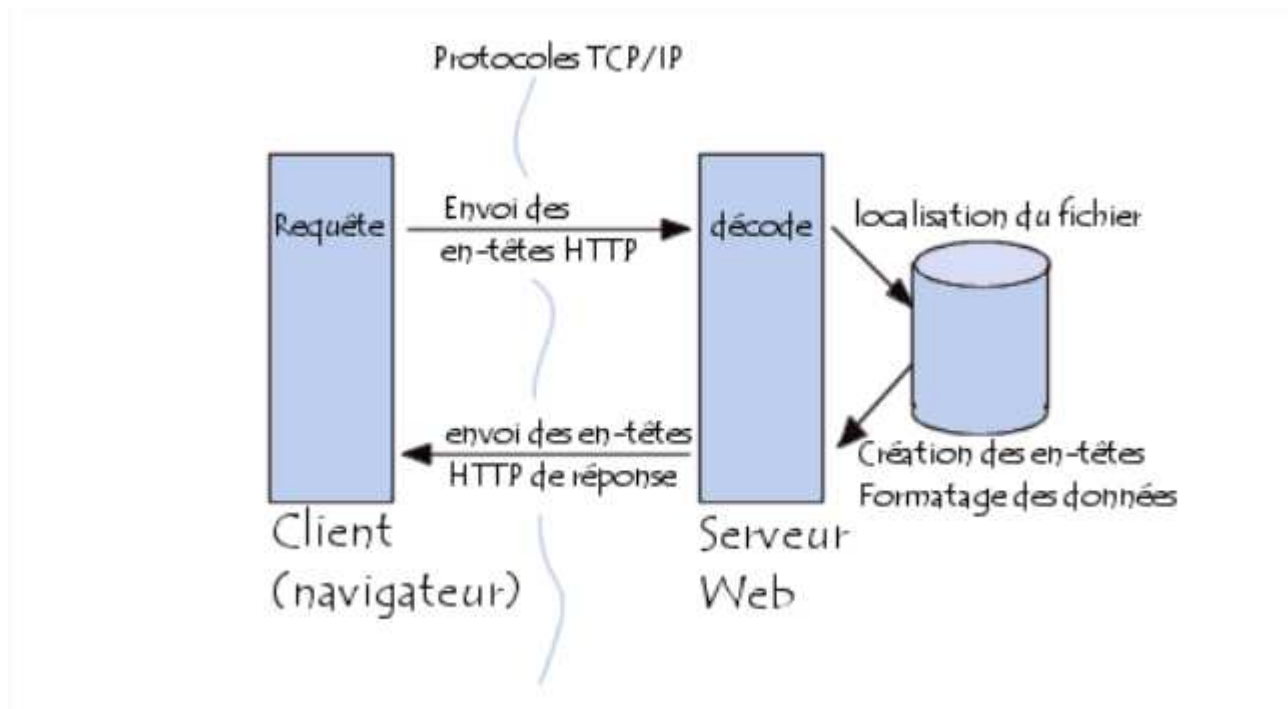 Protocoles TCP/IP
Requête
Envoi des
en-têtes HTTP
décode
localisation du fichier
envoi des en-têtes
HTTP de réponse
Création des en-têtes
Formatage des données
Client
(navigateur)
Serveur
Web